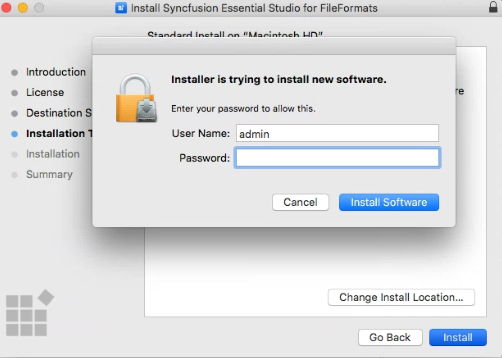 Install Syncfusion Essential Studio for FileFormats
Standard Install on "Macintosh HD"
Introduction
License
Destination S
Installation T
Installation
Summary
re
Installer is trying to install new software.
Enter your password to allow this.
User Name: admin
Password:
Cancel
Install Software
Change Install Location...
Go Back
Install